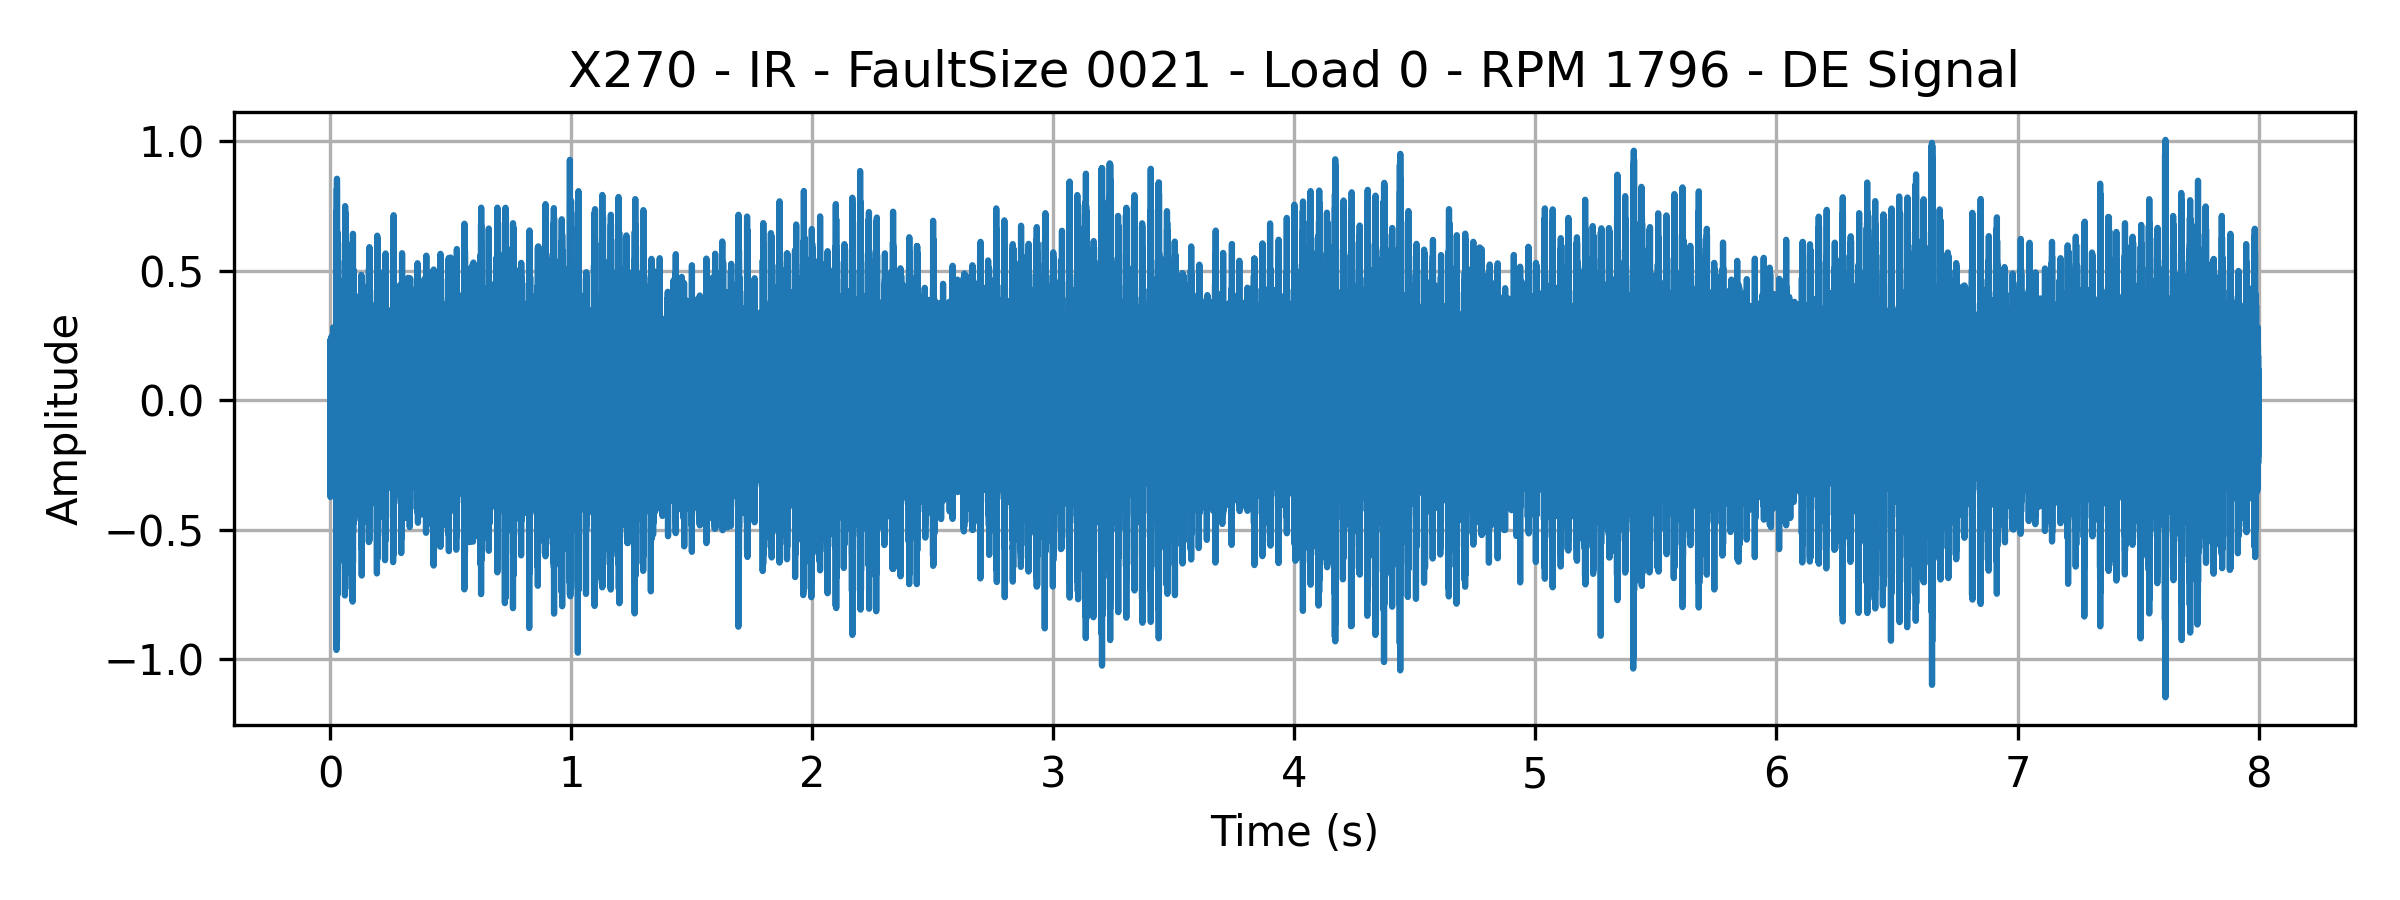 X270 - IR - FaultSize 0021 - Load 0 - RPM 1796 - DE Signal
Amplitude
1.0
0.5
0.0
−0.5
−1.0
0 1 2 3 4 5 6 7 8
Time (s)